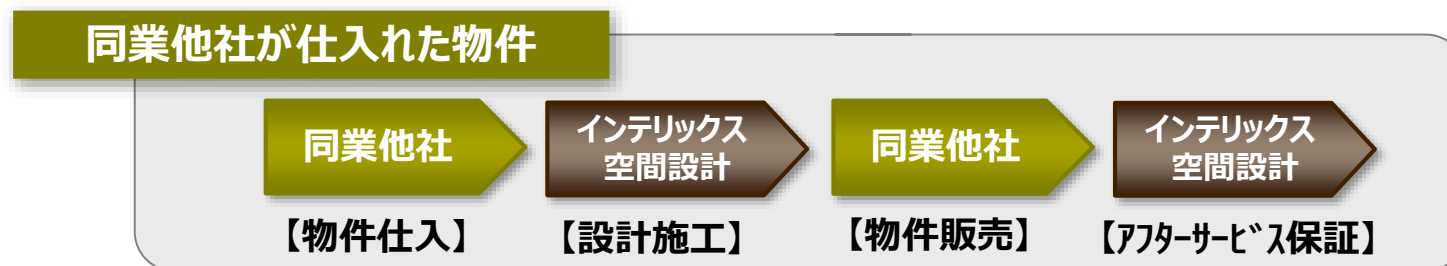 同業他社が仕入れた物件
同業他社
インテリックス
空間設計
同業他社
インテリックス
空間設計
【物件仕入】
【設計施工】
【物件販売】
【ｱﾌﾀｰｻｰﾋﾞｽ保証】